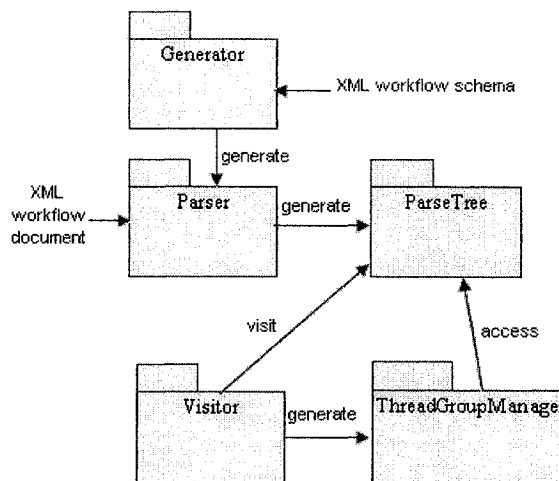 Generator
XML workflow schema
generate
XML
workflow
document
Parser
generate
ParseTree
visit
access
Visitor
generate
ThreadGroupManage